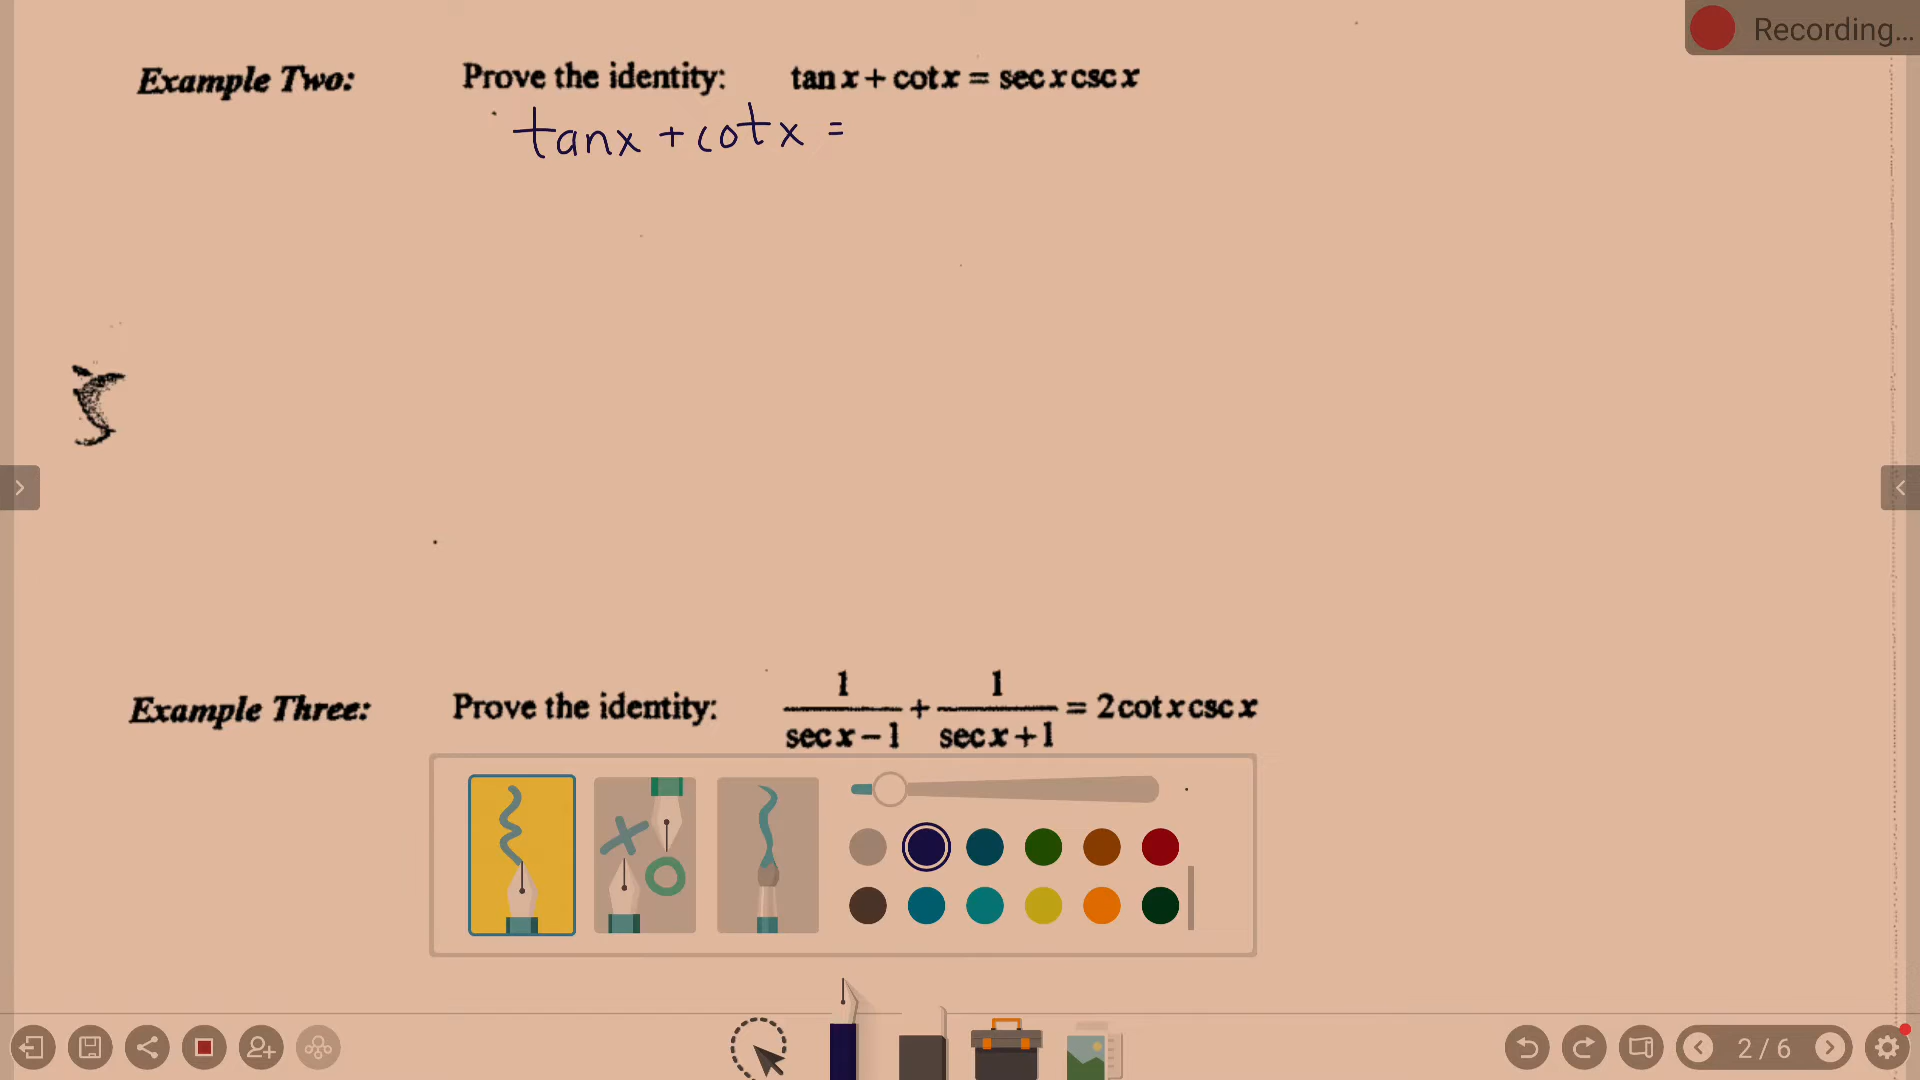 Recording...
Example Two: Prove the identity: tan x + cot x = sec x csc x
tanx + cotx =
Example Three: Prove the identity: 1/(sec x − 1) + 1/(sec x + 1) = 2 cot x csc x
2 / 6